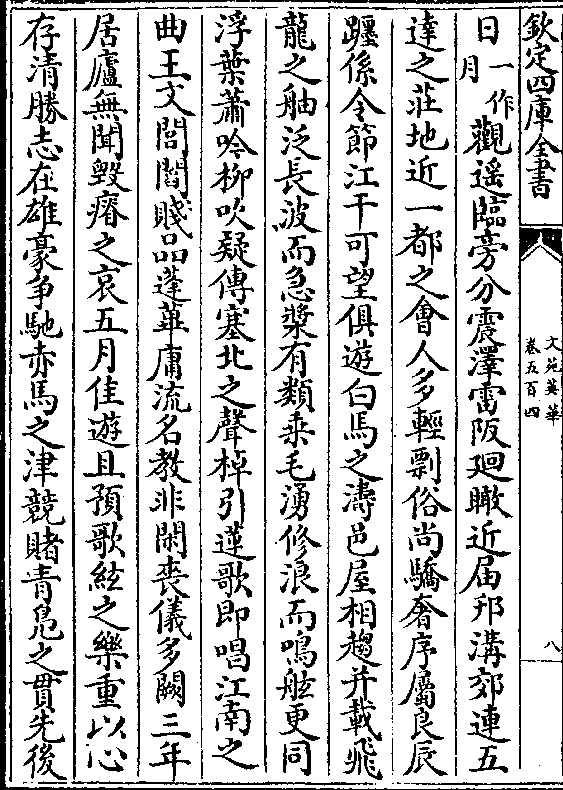 欽定四庫全書
文苑英華
卷五百四
八
日一作月觀遥臨旁分震澤雷阪廻瞰近届邗溝郊連五
達之莊地近一都之會人多輕剽俗尚驕奢序屬良辰
躔係令節江干可望俱遊白馬之濤邑屋相趨并載飛
龍之舳泛長波而急槳有類乗毛湧修浪而鳴舷更同
浮葉蕭吟柳吹疑傳塞北之聲棹引蓮歌即唱江南之
曲王文閭閻賤品蓬蓽庸流名教非閑喪儀多闕三年
居廬無聞毁瘠之哀五月佳遊且預歌絃之樂重以心
存清勝志在雄豪争馳赤馬之津競賭青鳬之貫先後